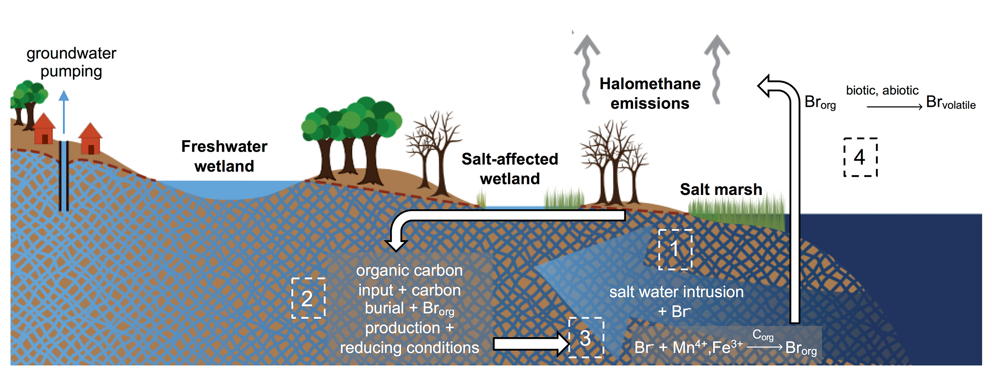 groundwater
pumping
Freshwater
wetland
Salt-affected
wetland
Halomethane
emissions
Salt marsh
biotic, abiotic
Br_org → Br_volatile
4
1
2
organic carbon
input + carbon
burial + Br_org
production +
reducing conditions
salt water intrusion
+ Br⁻
3
C_org
Br⁻ + Mn⁴⁺,Fe³⁺ → Br_org